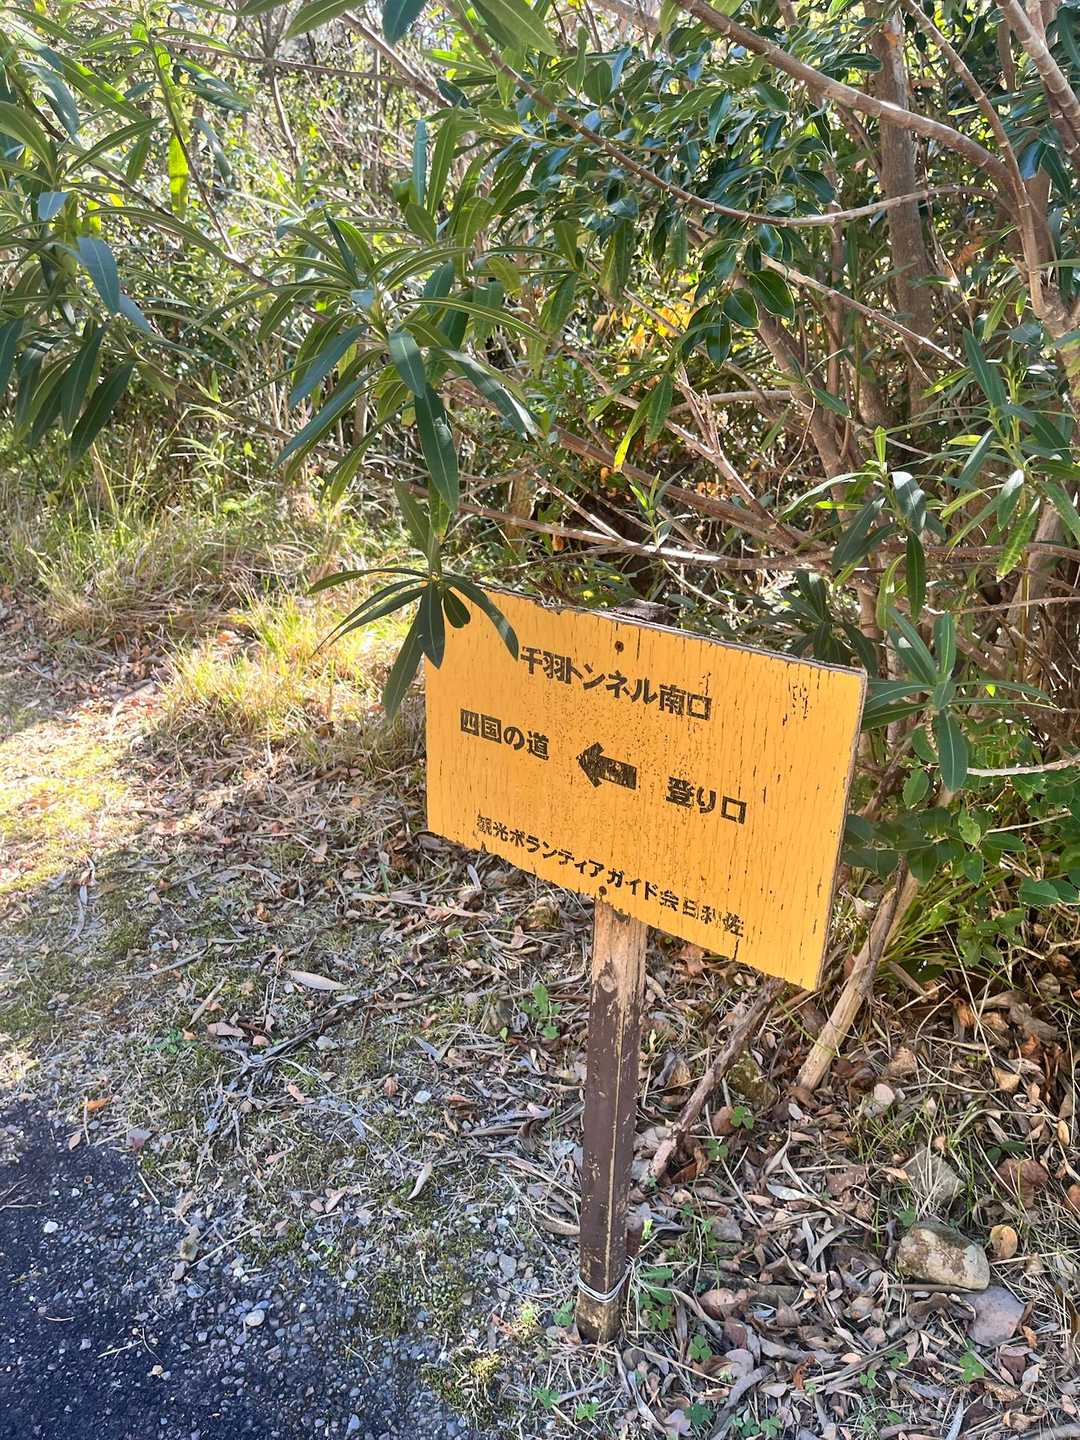 千羽トンネル南口
四国の道 ← 登り口
観光ボランティアガイド会日和佐